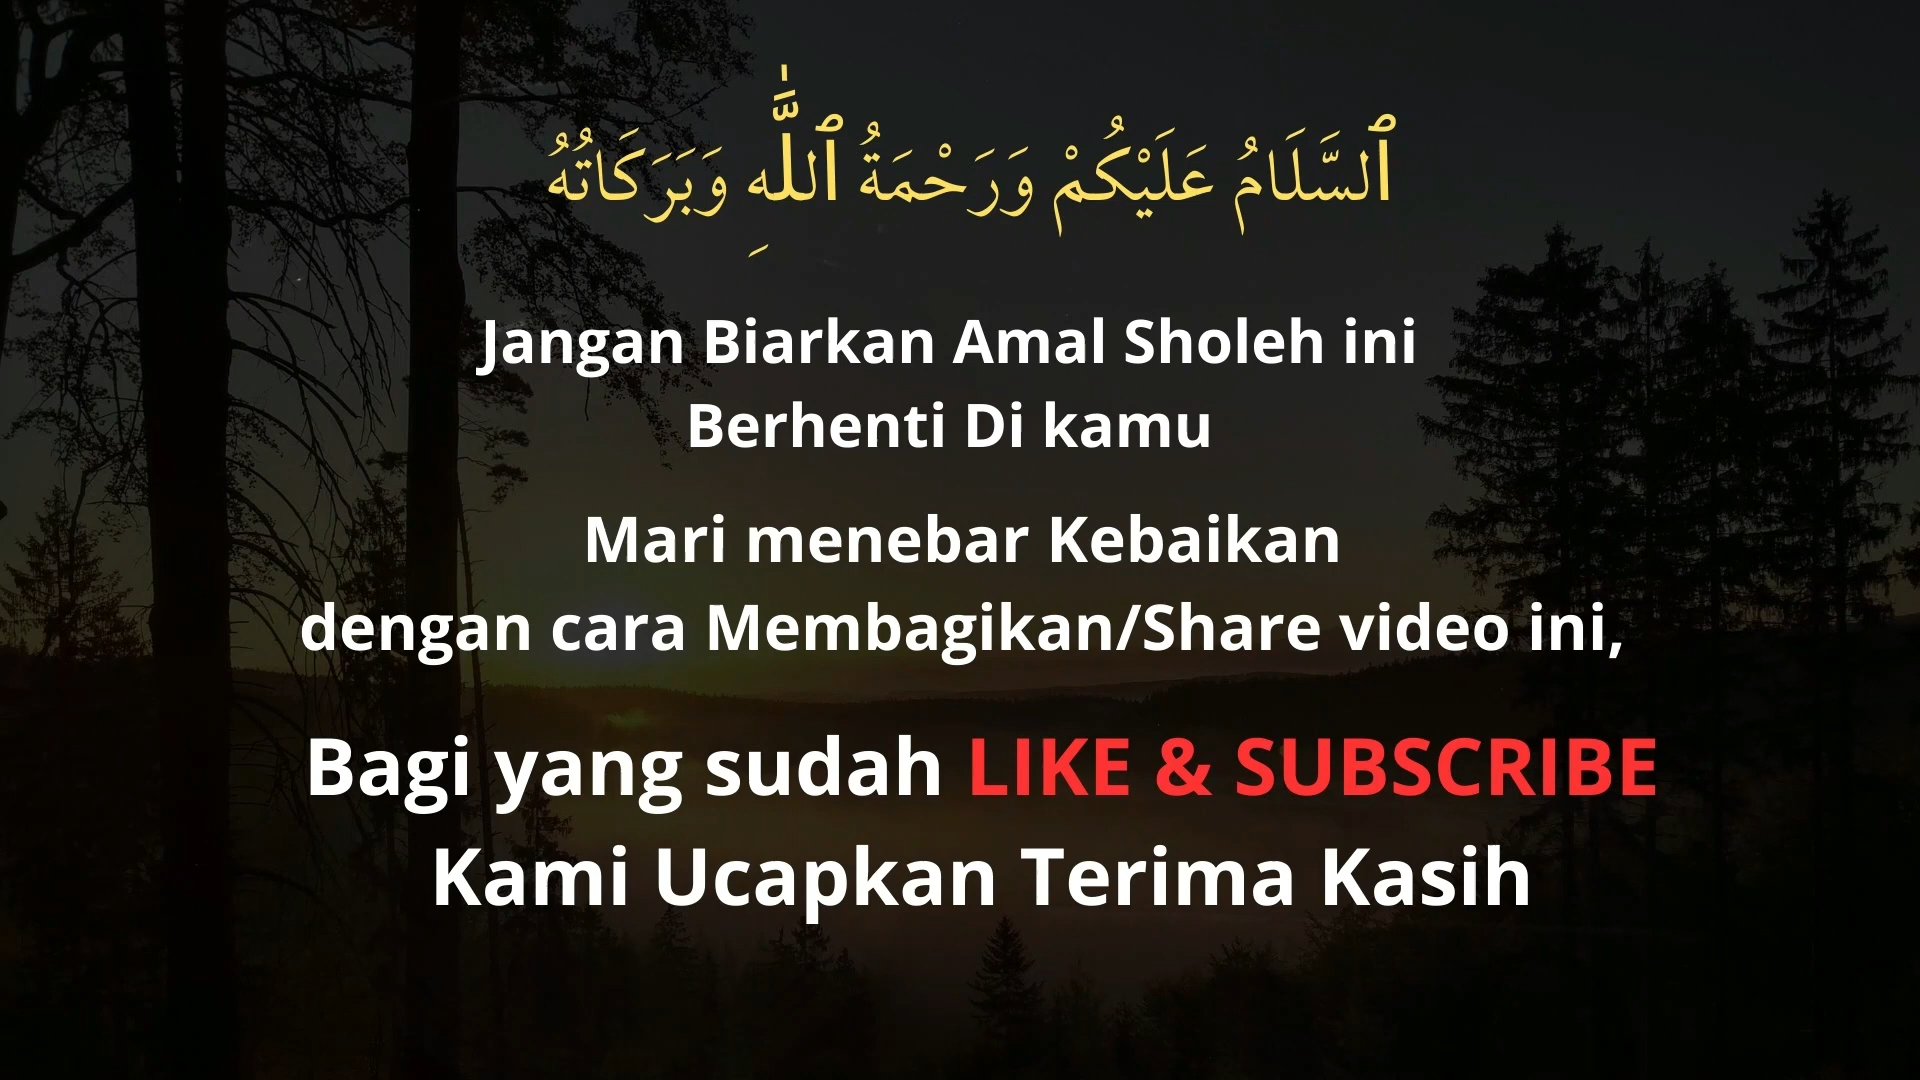 ٱلسَّلَامُ عَلَيْكُمْ وَرَحْمَةُ ٱللَّٰهِ وَبَرَكَاتُهُ
Jangan Biarkan Amal Sholeh ini
Berhenti Di kamu
Mari menebar Kebaikan
dengan cara Membagikan/Share video ini,
Bagi yang sudah LIKE & SUBSCRIBE
Kami Ucapkan Terima Kasih